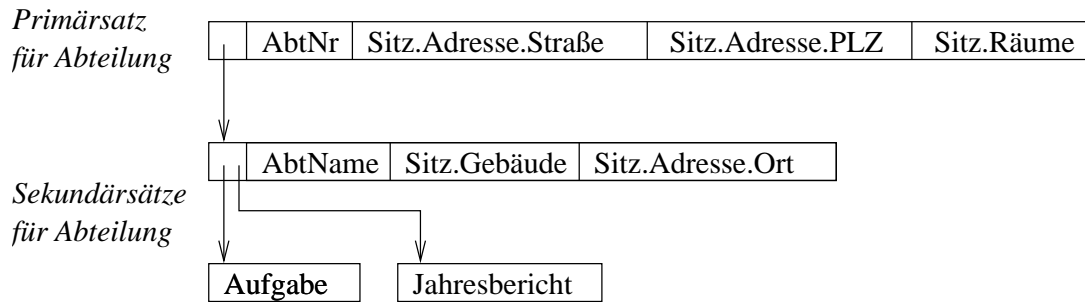 Primärsatz
für Abteilung
AbtNr Sitz.Adresse.Straße Sitz.Adresse.PLZ Sitz.Räume
AbtName Sitz.Gebäude Sitz.Adresse.Ort
Sekundärsätze
für Abteilung
Aufgabe Jahresbericht